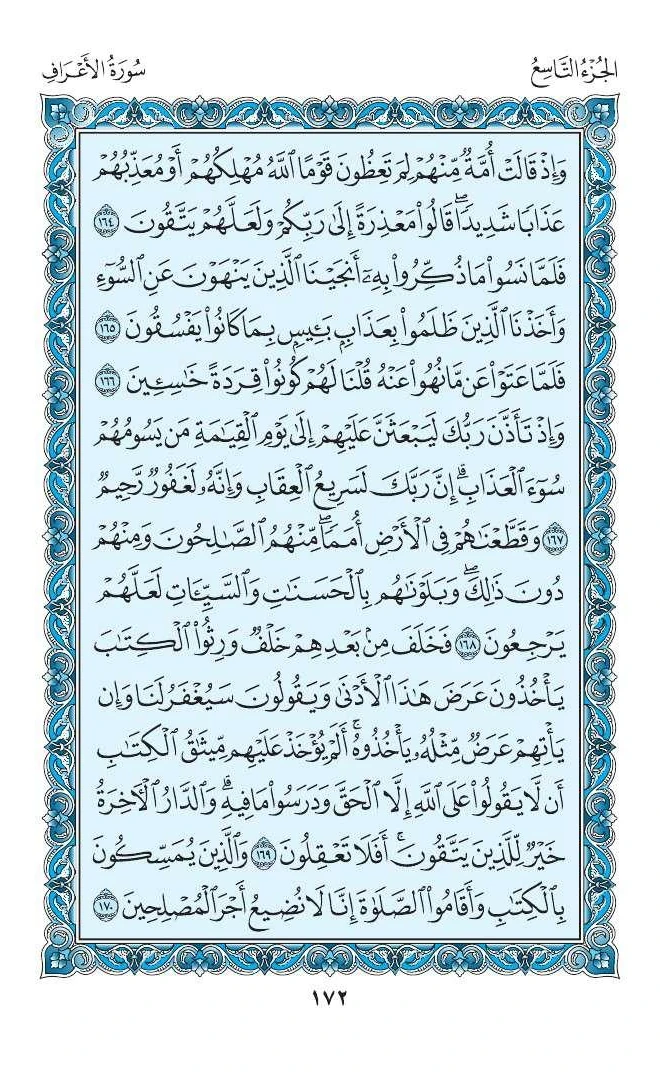 الجُزْءُ التَّاسِعُ
سُورَةُ الأَعْرَافِ
وَإِذْ قَالَتْ أُمَّةٌ مِّنْهُمْ لِمَ تَعِظُونَ قَوْمًا ٱللَّهُ مُهْلِكُهُمْ أَوْ مُعَذِّبُهُمْ
عَذَابًا شَدِيدًاۖ قَالُوا۟ مَعْذِرَةً إِلَىٰ رَبِّكُمْ وَلَعَلَّهُمْ يَتَّقُونَ ١٦٤
فَلَمَّا نَسُوا۟ مَا ذُكِّرُوا۟ بِهِۦٓ أَنجَيْنَا ٱلَّذِينَ يَنْهَوْنَ عَنِ ٱلسُّوٓءِ
وَأَخَذْنَا ٱلَّذِينَ ظَلَمُوا۟ بِعَذَابٍۭ بَـِٔيسٍۭ بِمَا كَانُوا۟ يَفْسُقُونَ ١٦٥
فَلَمَّا عَتَوْا۟ عَن مَّا نُهُوا۟ عَنْهُ قُلْنَا لَهُمْ كُونُوا۟ قِرَدَةً خَـٰسِـِٔينَ ١٦٦
وَإِذْ تَأَذَّنَ رَبُّكَ لَيَبْعَثَنَّ عَلَيْهِمْ إِلَىٰ يَوْمِ ٱلْقِيَـٰمَةِ مَن يَسُومُهُمْ
سُوٓءَ ٱلْعَذَابِۗ إِنَّ رَبَّكَ لَسَرِيعُ ٱلْعِقَابِ وَإِنَّهُۥ لَغَفُورٌ رَّحِيمٌ
١٦٧ وَقَطَّعْنَـٰهُمْ فِى ٱلْأَرْضِ أُمَمًاۖ مِّنْهُمُ ٱلصَّـٰلِحُونَ وَمِنْهُمْ
دُونَ ذَٰلِكَۖ وَبَلَوْنَـٰهُم بِٱلْحَسَنَـٰتِ وَٱلسَّيِّـَٔاتِ لَعَلَّهُمْ
يَرْجِعُونَ ١٦٨ فَخَلَفَ مِنۢ بَعْدِهِمْ خَلْفٌ وَرِثُوا۟ ٱلْكِتَـٰبَ
يَأْخُذُونَ عَرَضَ هَـٰذَا ٱلْأَدْنَىٰ وَيَقُولُونَ سَيُغْفَرُ لَنَا وَإِن
يَأْتِهِمْ عَرَضٌ مِّثْلُهُۥ يَأْخُذُوهُۚ أَلَمْ يُؤْخَذْ عَلَيْهِم مِّيثَـٰقُ ٱلْكِتَـٰبِ
أَن لَّا يَقُولُوا۟ عَلَى ٱللَّهِ إِلَّا ٱلْحَقَّ وَدَرَسُوا۟ مَا فِيهِۗ وَٱلدَّارُ ٱلْـَٔاخِرَةُ
خَيْرٌ لِّلَّذِينَ يَتَّقُونَۚ أَفَلَا تَعْقِلُونَ ١٦٩ وَٱلَّذِينَ يُمَسِّكُونَ
بِٱلْكِتَـٰبِ وَأَقَامُوا۟ ٱلصَّلَوٰةَ إِنَّا لَا نُضِيعُ أَجْرَ ٱلْمُصْلِحِينَ ١٧٠
١٧٢